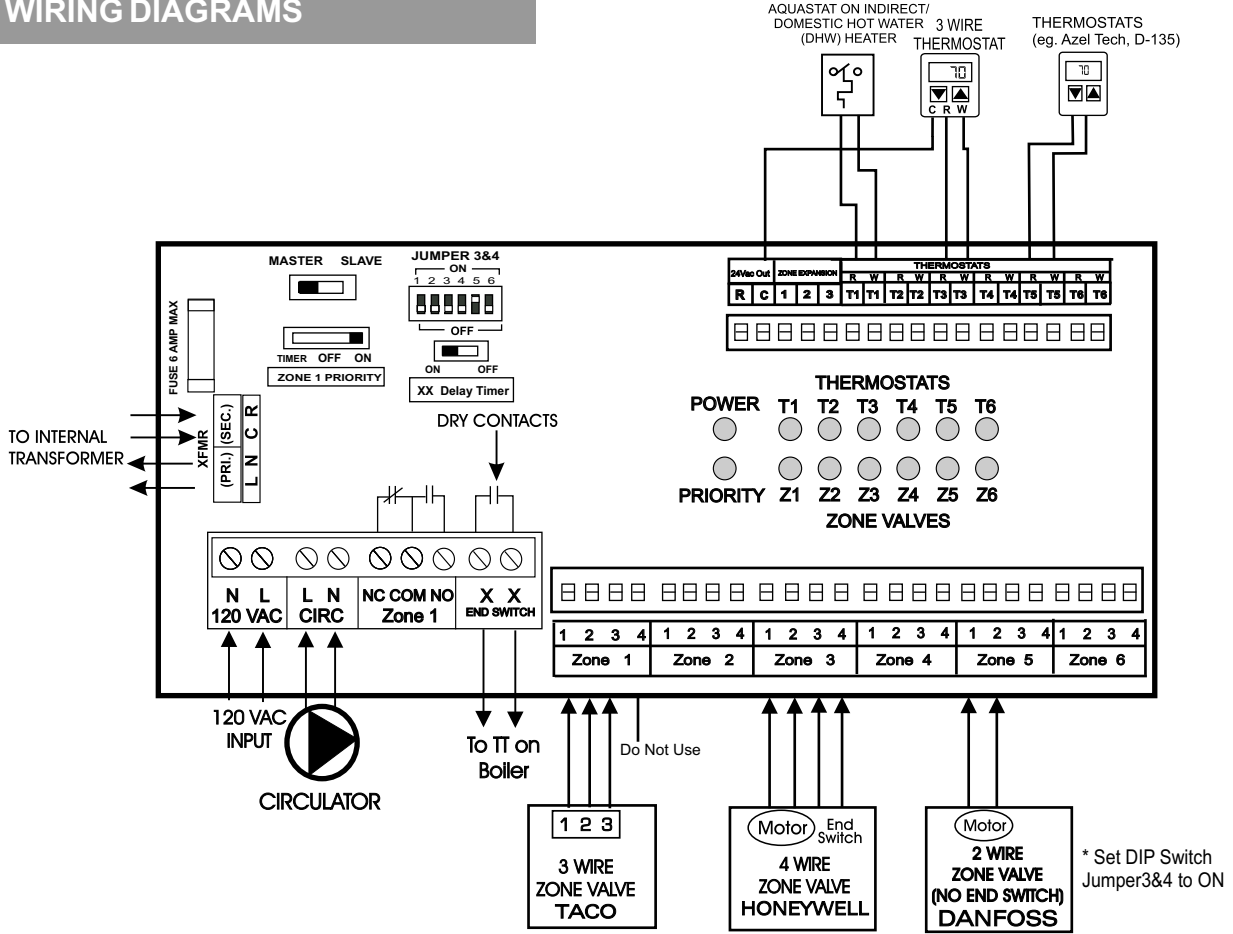 WIRING DIAGRAMS
AQUASTAT ON INDIRECT/
DOMESTIC HOT WATER
(DHW) HEATER
3 WIRE
THERMOSTAT
THERMOSTATS
(eg. Azel Tech, D-135)
70
C R W
70
MASTER SLAVE
JUMPER 3&4
ON
1 2 3 4 5 6
OFF
TIMER OFF ON
ZONE 1 PRIORITY
ON OFF
XX Delay Timer
FUSE 6 AMP MAX
24Vac Out
ZONE EXPANSION
THERMOSTATS
R W R W R W R W R W R W
R C 1 2 3 T1 T1 T2 T2 T3 T3 T4 T4 T5 T5 T6 T6
TO INTERNAL
TRANSFORMER
XFMR
(PRI.) (SEC.)
L N C R
DRY CONTACTS
THERMOSTATS
POWER T1 T2 T3 T4 T5 T6
PRIORITY Z1 Z2 Z3 Z4 Z5 Z6
ZONE VALVES
N L
120 VAC
L N
CIRC
NC COM NO
Zone 1
X X
END SWITCH
1 2 3 4 1 2 3 4 1 2 3 4 1 2 3 4 1 2 3 4 1 2 3 4
Zone 1 Zone 2 Zone 3 Zone 4 Zone 5 Zone 6
120 VAC
INPUT
CIRCULATOR
To TT on
Boiler
Do Not Use
1 2 3
3 WIRE
ZONE VALVE
TACO
Motor
End
Switch
4 WIRE
ZONE VALVE
HONEYWELL
Motor
2 WIRE
ZONE VALVE
(NO END SWITCH)
DANFOSS
* Set DIP Switch
Jumper3&4 to ON